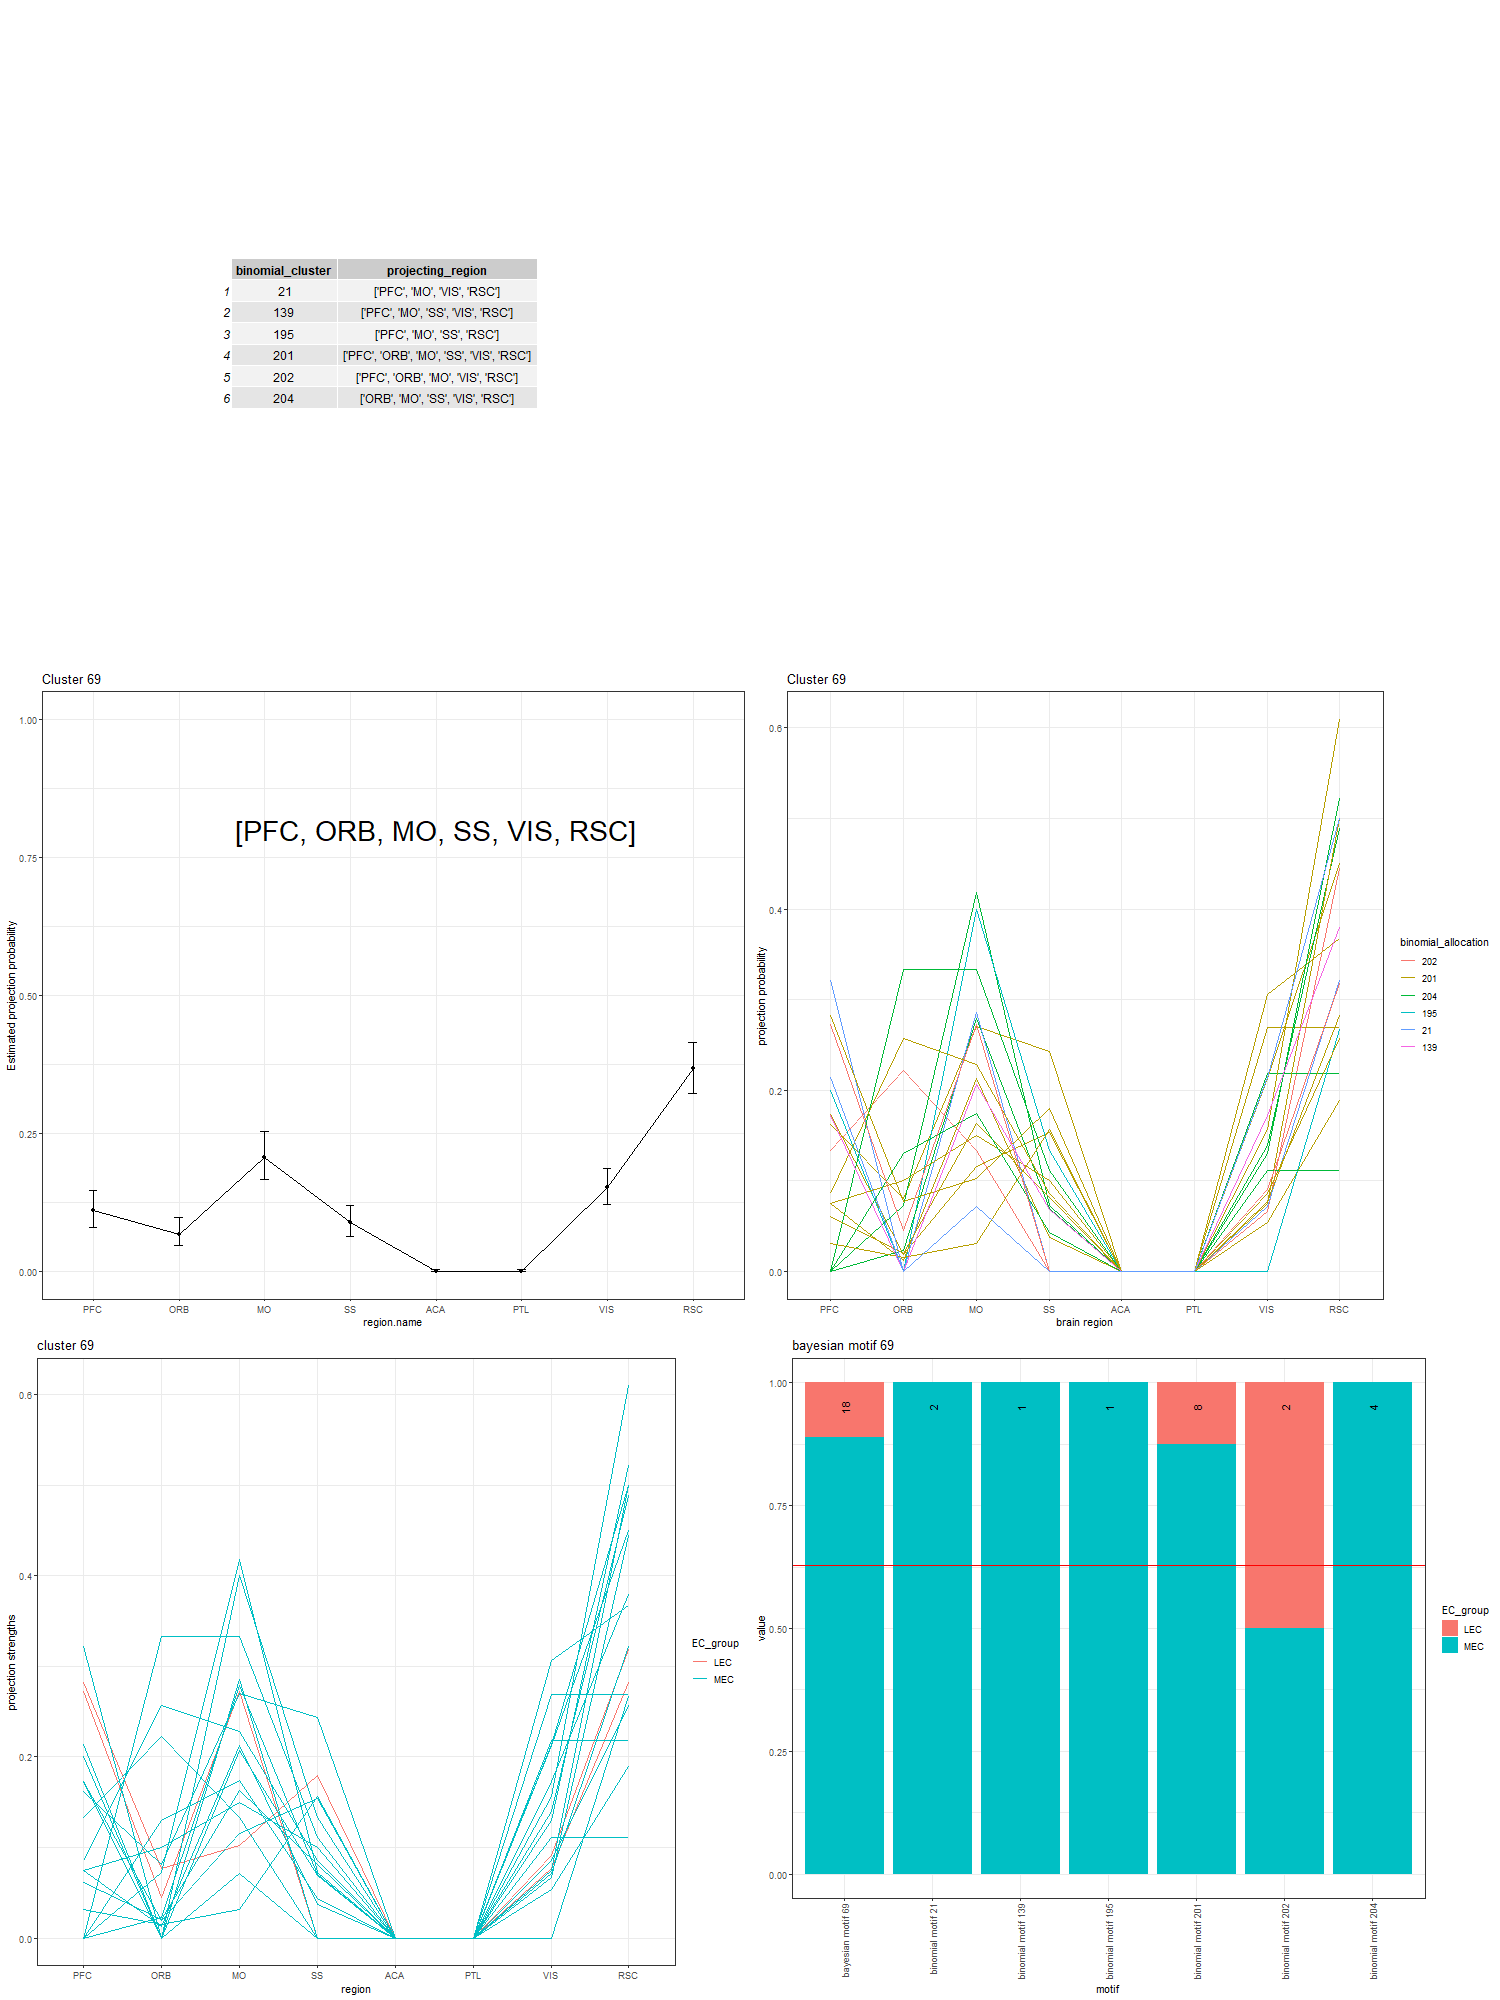 binomial_cluster projecting_region
1 21 ['PFC', 'MO', 'VIS', 'RSC']
2 139 ['PFC', 'MO', 'SS', 'VIS', 'RSC']
3 195 ['PFC', 'MO', 'SS', 'RSC']
4 201 ['PFC', 'ORB', 'MO', 'SS', 'VIS', 'RSC']
5 202 ['PFC', 'ORB', 'MO', 'VIS', 'RSC']
6 204 ['ORB', 'MO', 'SS', 'VIS', 'RSC']
Cluster 69
[PFC, ORB, MO, SS, VIS, RSC]
Estimated projection probability
1.00
0.75
0.50
0.25
0.00
PFC ORB MO SS ACA PTL VIS RSC
region.name
Cluster 69
projection probability
0.6
0.4
0.2
0.0
PFC ORB MO SS ACA PTL VIS RSC
brain region
binomial_allocation
202
201
204
195
21
139
cluster 69
projection strengths
0.6
0.4
0.2
0.0
PFC ORB MO SS ACA PTL VIS RSC
region
EC_group
LEC
MEC
bayesian motif 69
value
1.00
0.75
0.50
0.25
0.00
18 2 1 1 8 2 4
bayesian motif 69
binomial motif 21
binomial motif 139
binomial motif 195
binomial motif 201
binomial motif 202
binomial motif 204
motif
EC_group
LEC
MEC